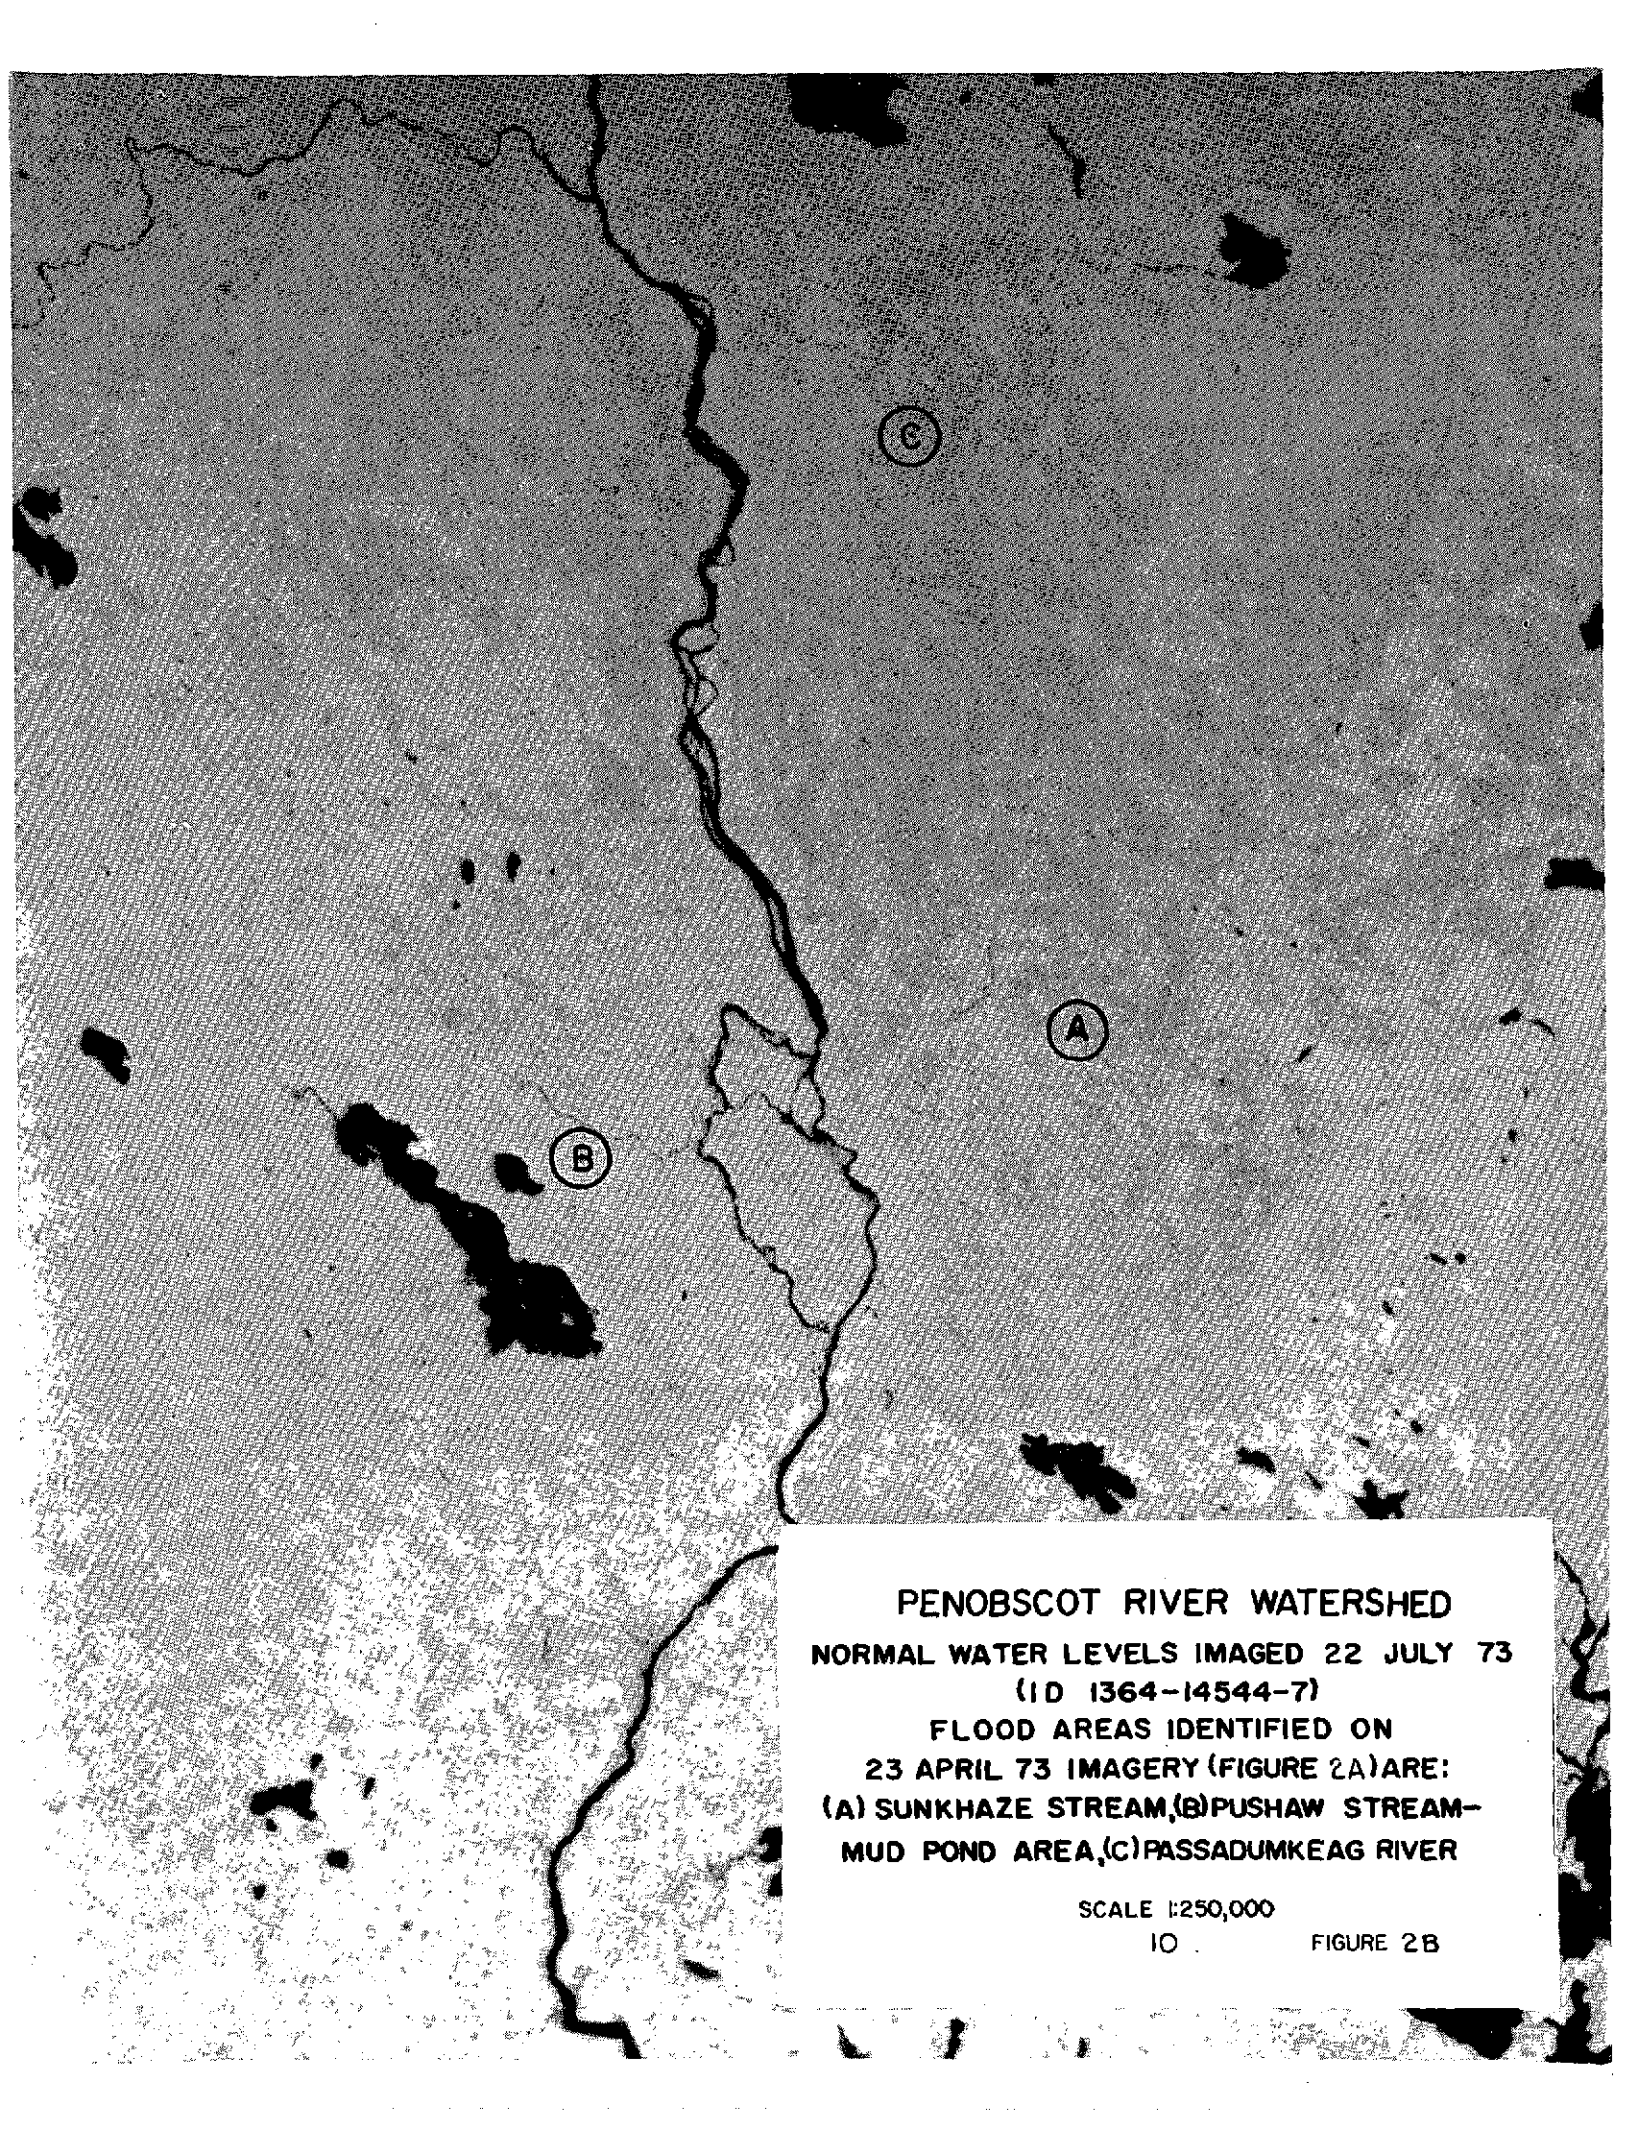 C
A
B
PENOBSCOT RIVER WATERSHED
NORMAL WATER LEVELS IMAGED 22 JULY 73
(ID 1364-14544-7)
FLOOD AREAS IDENTIFIED ON
23 APRIL 73 IMAGERY (FIGURE 2A) ARE:
(A) SUNKHAZE STREAM,(B)PUSHAW STREAM-
MUD POND AREA,(C)PASSADUMKEAG RIVER
SCALE 1:250,000
10 . FIGURE 2B